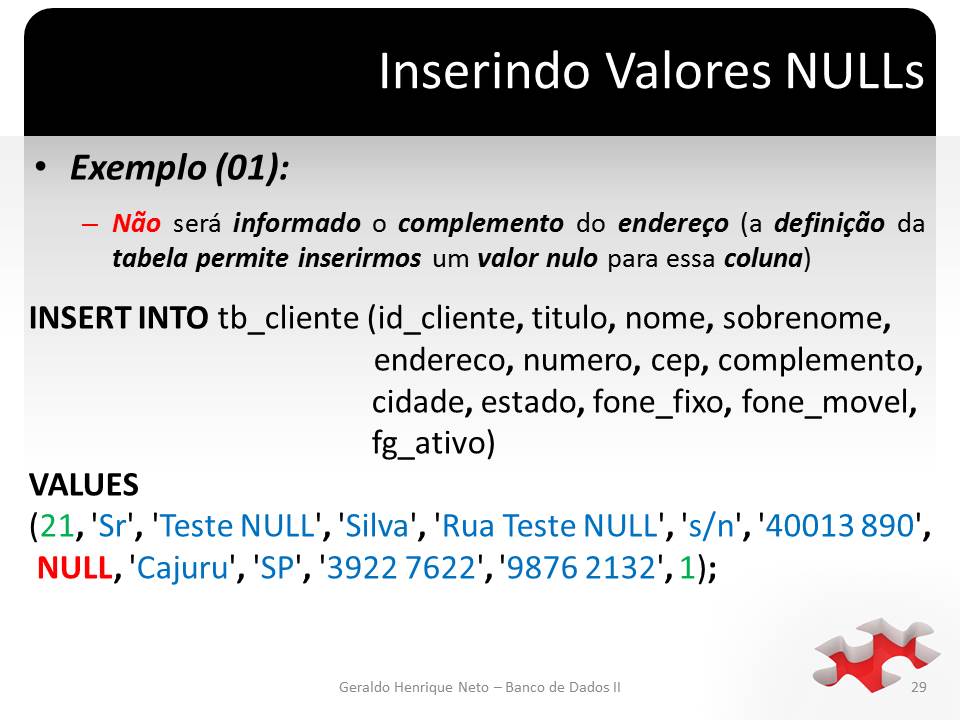 Inserindo Valores NULLs
• Exemplo (01):
– Não será informado o complemento do endereço (a definição da
tabela permite inserirmos um valor nulo para essa coluna)
INSERT INTO tb_cliente (id_cliente, titulo, nome, sobrenome,
endereco, numero, cep, complemento,
cidade, estado, fone_fixo, fone_movel,
fg_ativo)
VALUES
(21, 'Sr', 'Teste NULL', 'Silva', 'Rua Teste NULL', 's/n', '40013 890',
NULL, 'Cajuru', 'SP', '3922 7622', '9876 2132', 1);
Geraldo Henrique Neto – Banco de Dados II
29